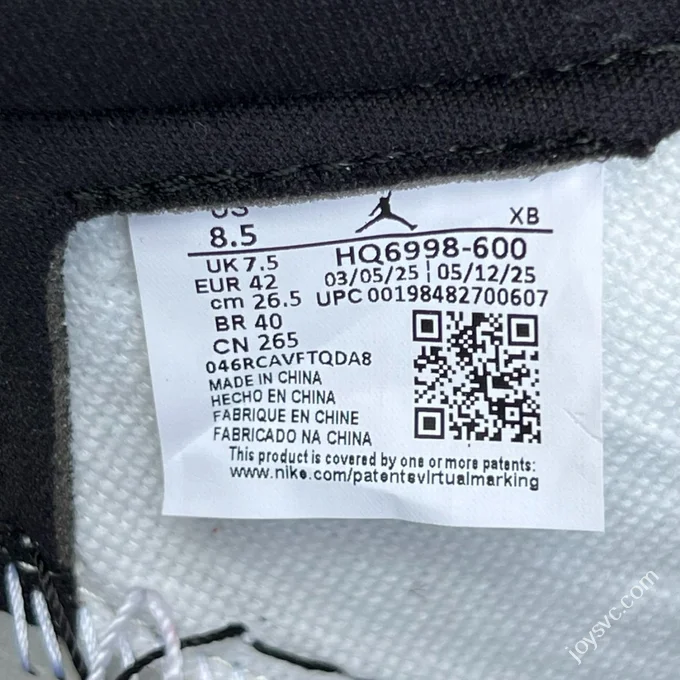 US
XB
8.5
HQ6998-600
UK 7.5
03/05/25 | 05/12/25
EUR 42
cm 26.5
UPC 00198482700607
BR 40
CN 265
046RCAVFTQDA8
MADE IN CHINA
HECHO EN CHINA
FABRIQUE EN CHINE
FABRICADO NA CHINA
This product is covered by one or more patents:
www.nike.com/patentsvirtualmarking
joysvc.com